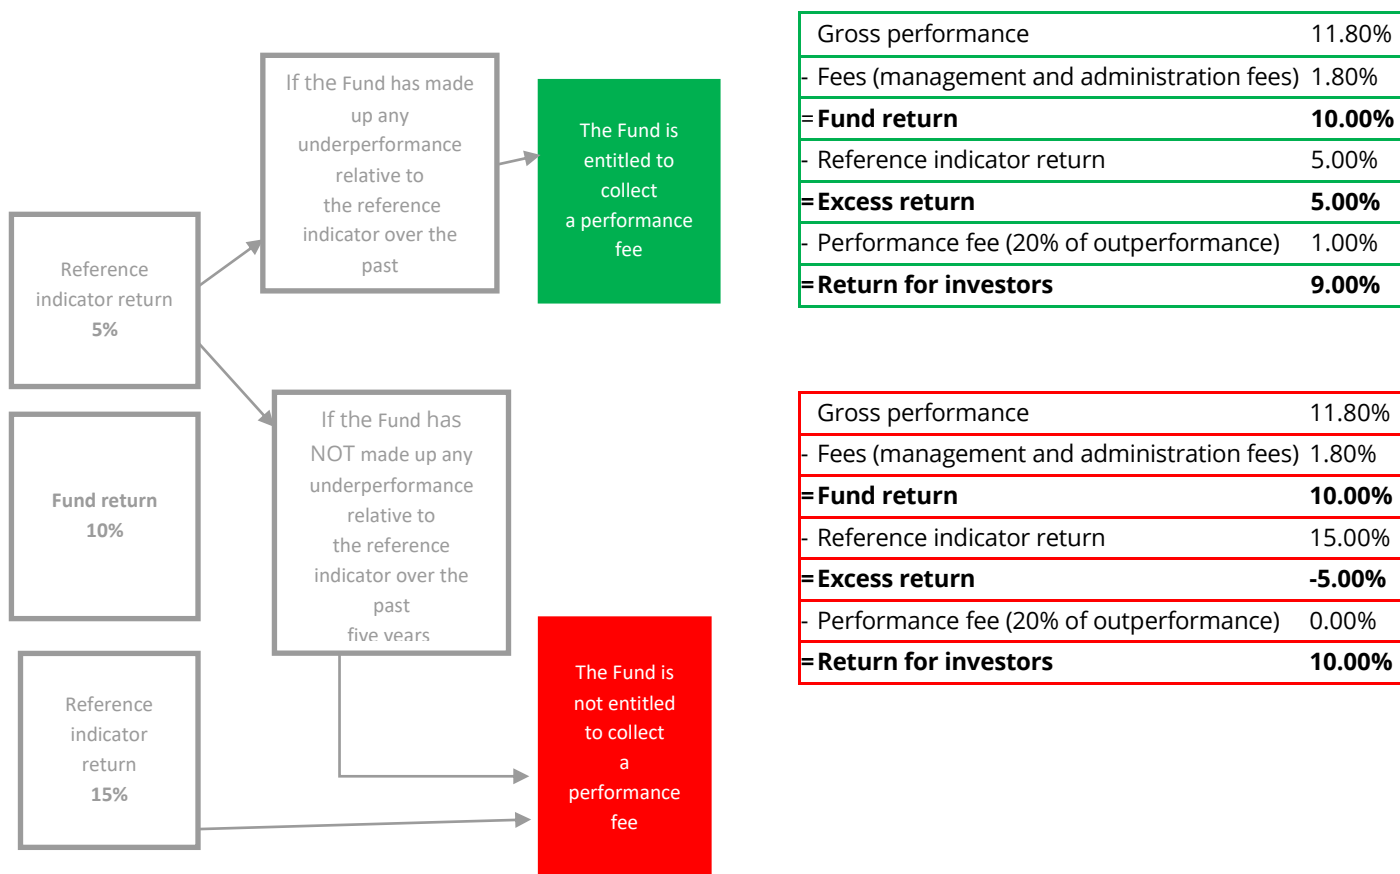 If the Fund has made
up any
underperformance
relative to
the reference
indicator over the
past
The Fund is
entitled to
collect
a performance
fee
Reference
indicator return
5%
Fund return
10%
If the Fund has
NOT made up any
underperformance
relative to
the reference
indicator over the
past
five years
Reference
indicator
return
15%
The Fund is
not entitled
to collect
a
performance
fee
Gross performance 11.80%
- Fees (management and administration fees) 1.80%
= Fund return 10.00%
- Reference indicator return 5.00%
= Excess return 5.00%
- Performance fee (20% of outperformance) 1.00%
= Return for investors 9.00%
Gross performance 11.80%
- Fees (management and administration fees) 1.80%
= Fund return 10.00%
- Reference indicator return 15.00%
= Excess return -5.00%
- Performance fee (20% of outperformance) 0.00%
= Return for investors 10.00%